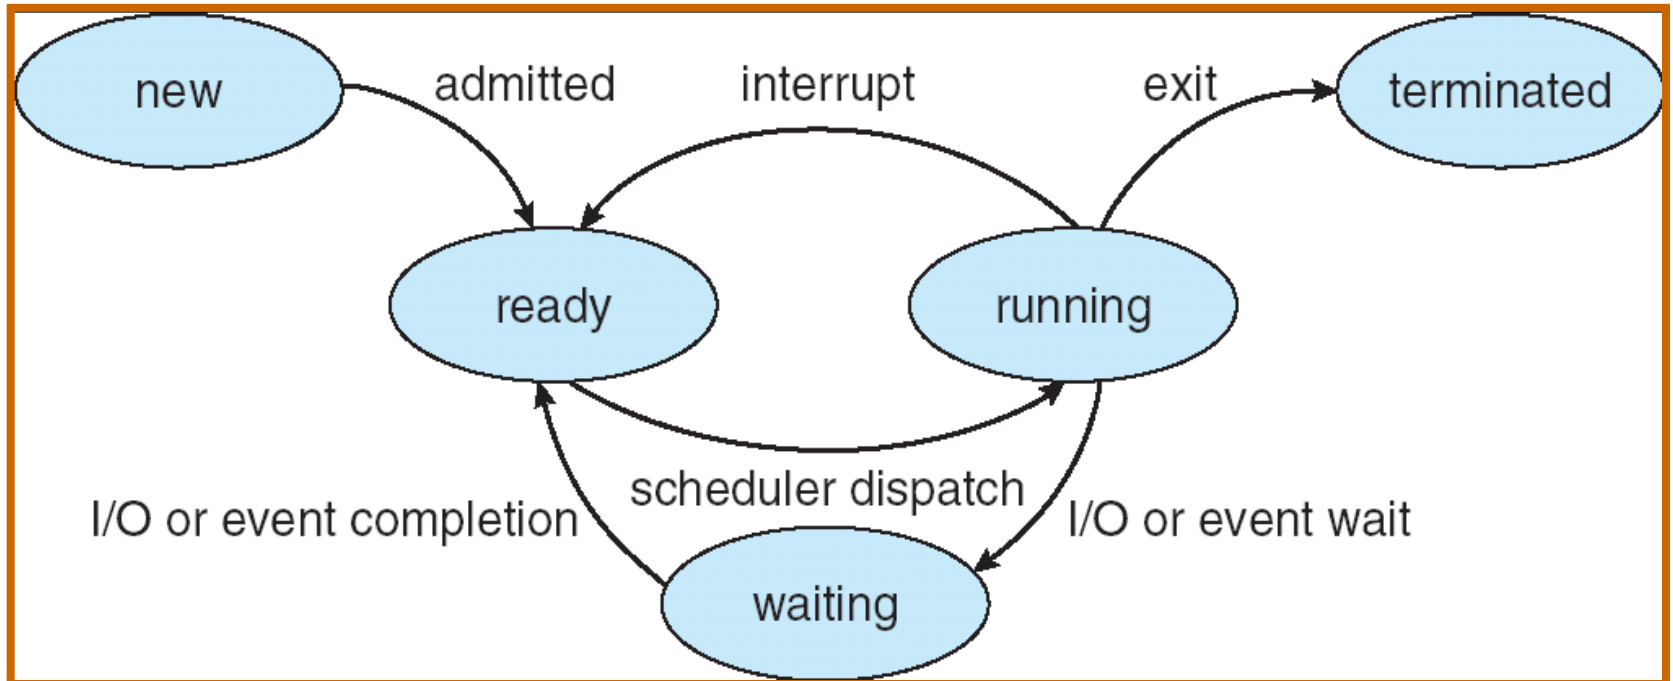 new
admitted
interrupt
exit
terminated
ready
running
scheduler dispatch
I/O or event completion
I/O or event wait
waiting